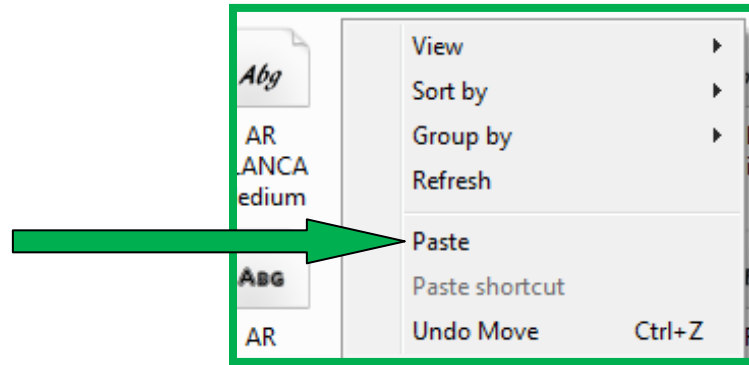 Abg
AR
LANCA
edium
ABG
AR
View
Sort by
Group by
Refresh
Paste
Paste shortcut
Undo Move Ctrl+Z